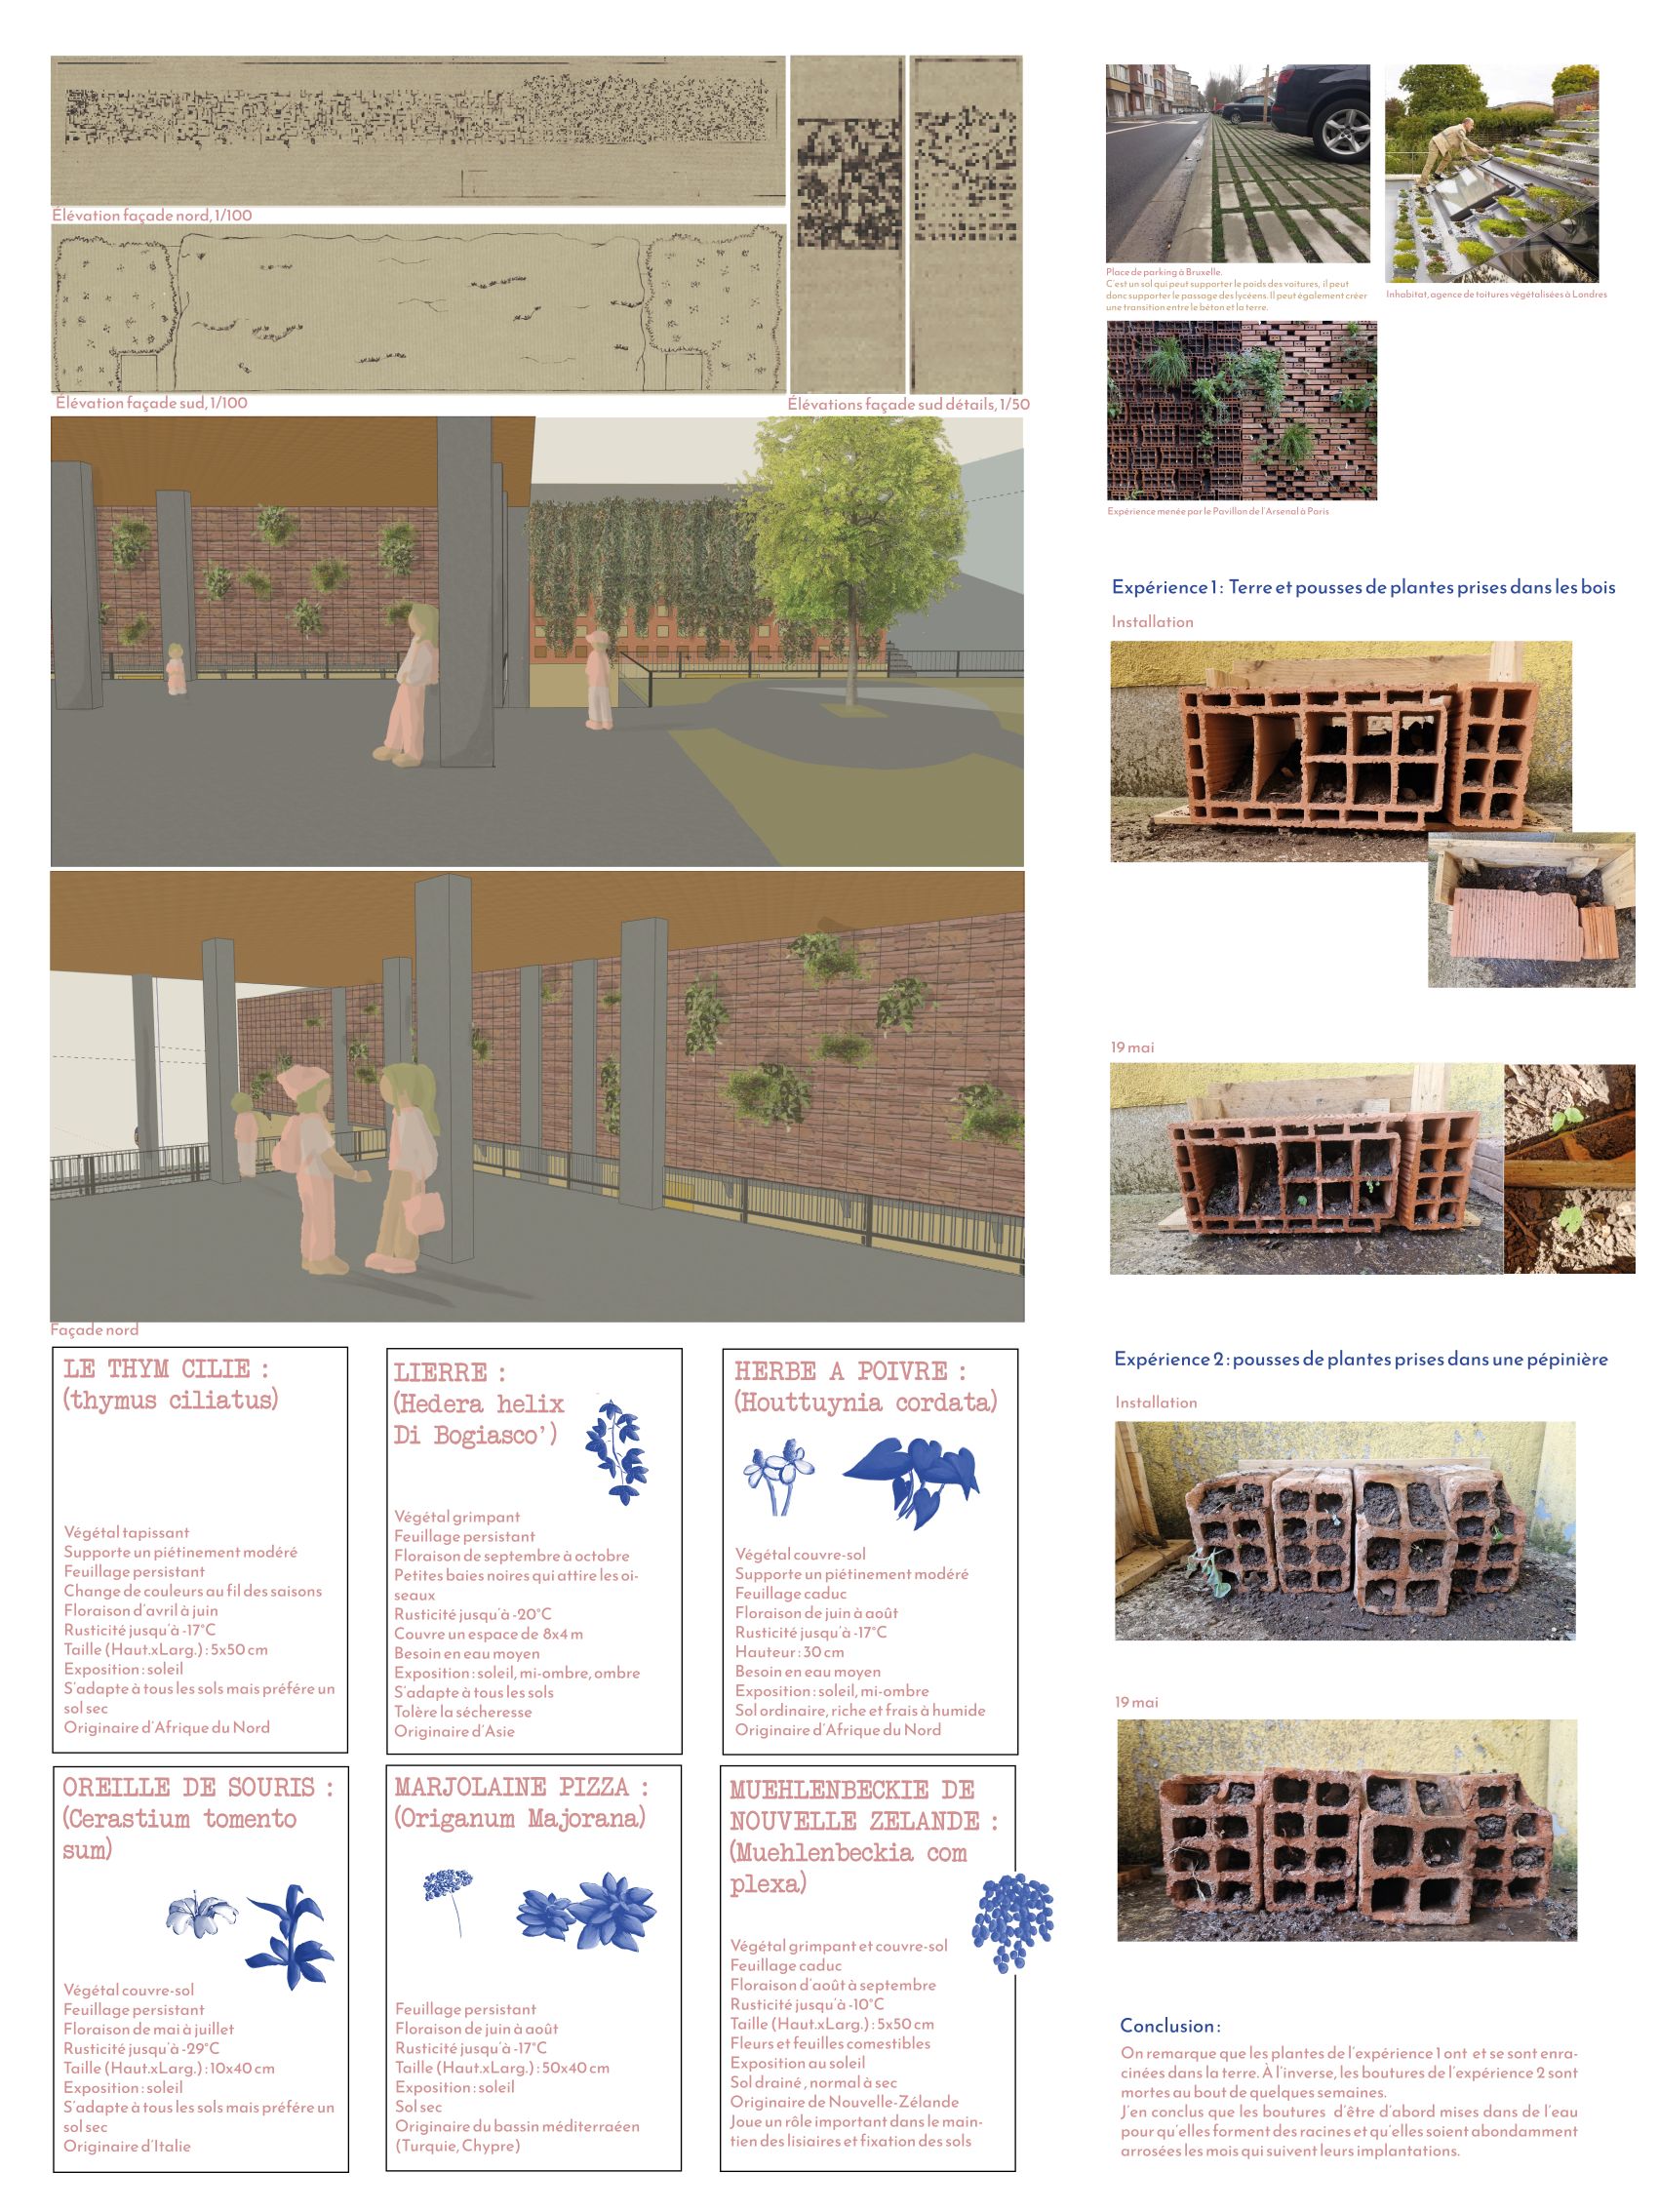 Élévation façade nord, 1/100
Élévation façade sud, 1/100
Élévations façade sud détails, 1/50
Façade nord
LE THYM CILIE :
(thymus ciliatus)
Végétal tapissant
Supporte un piétinement modéré
Feuillage persistant
Change de couleurs au fil des saisons
Floraison d'avril à juin
Rusticité jusqu'à -17°C
Taille (Haut.xLarg.) : 5x50 cm
Exposition : soleil
S'adapte à tous les sols mais préfére un
sol sec
Originaire d'Afrique du Nord
LIERRE :
(Hedera helix
Di Bogiasco')
Végétal grimpant
Feuillage persistant
Floraison de septembre à octobre
Petites baies noires qui attire les oi-
seaux
Rusticité jusqu'à -20°C
Couvre un espace de 8x4 m
Besoin en eau moyen
Exposition : soleil, mi-ombre, ombre
S'adapte à tous les sols
Tolère la sécheresse
Originaire d'Asie
HERBE A POIVRE :
(Houttuynia cordata)
Végétal couvre-sol
Supporte un piétinement modéré
Feuillage caduc
Floraison de juin à août
Rusticité jusqu'à -17°C
Hauteur : 30 cm
Besoin en eau moyen
Exposition : soleil, mi-ombre
Sol ordinaire, riche et frais à humide
Originaire d'Afrique du Nord
OREILLE DE SOURIS :
(Cerastium tomento
sum)
Végétal couvre-sol
Feuillage persistant
Floraison de mai à juillet
Rusticité jusqu'à -29°C
Taille (Haut.xLarg.) : 10x40 cm
Exposition : soleil
S'adapte à tous les sols mais préfére un
sol sec
Originaire d'Italie
MARJOLAINE PIZZA :
(Origanum Majorana)
Feuillage persistant
Floraison de juin à août
Rusticité jusqu'à -17°C
Taille (Haut.xLarg.) : 50x40 cm
Exposition : soleil
Sol sec
Originaire du bassin méditerraéen
(Turquie, Chypre)
MUEHLENBECKIE DE
NOUVELLE ZELANDE :
(Muehlenbeckia com
plexa)
Végétal grimpant et couvre-sol
Feuillage caduc
Floraison d'août à septembre
Rusticité jusqu'à -10°C
Taille (Haut.xLarg.) : 5x50 cm
Fleurs et feuilles comestibles
Exposition au soleil
Sol drainé , normal à sec
Originaire de Nouvelle-Zélande
Joue un rôle important dans le main-
tien des lisiaires et fixation des sols
Place de parking à Bruxelle.
C'est un sol qui peut supporter le poids des voitures, il peut
donc supporter le passage des lycéens. Il peut également créer
une transition entre le béton et la terre.
Inhabitat, agence de toitures végétalisées à Londres
Expérience menée par le Pavillon de l'Arsenal à Paris
Expérience 1 : Terre et pousses de plantes prises dans les bois
Installation
19 mai
Expérience 2 : pousses de plantes prises dans une pépinière
Installation
19 mai
Conclusion :
On remarque que les plantes de l'expérience 1 ont et se sont enra-
cinées dans la terre. À l'inverse, les boutures de l'expérience 2 sont
mortes au bout de quelques semaines.
J'en conclus que les boutures d'être d'abord mises dans de l'eau
pour qu'elles forment des racines et qu'elles soient abondamment
arrosées les mois qui suivent leurs implantations.